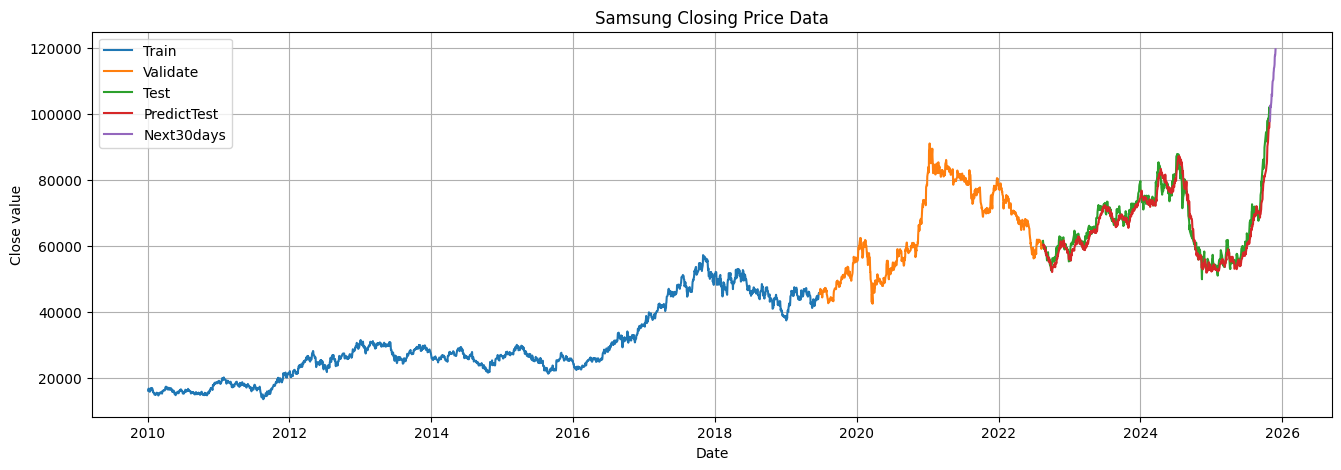 Samsung Closing Price Data
120000
100000
80000
60000
40000
20000
Close value
Train
Validate
Test
PredictTest
Next30days
2010 2012 2014 2016 2018 2020 2022 2024 2026
Date